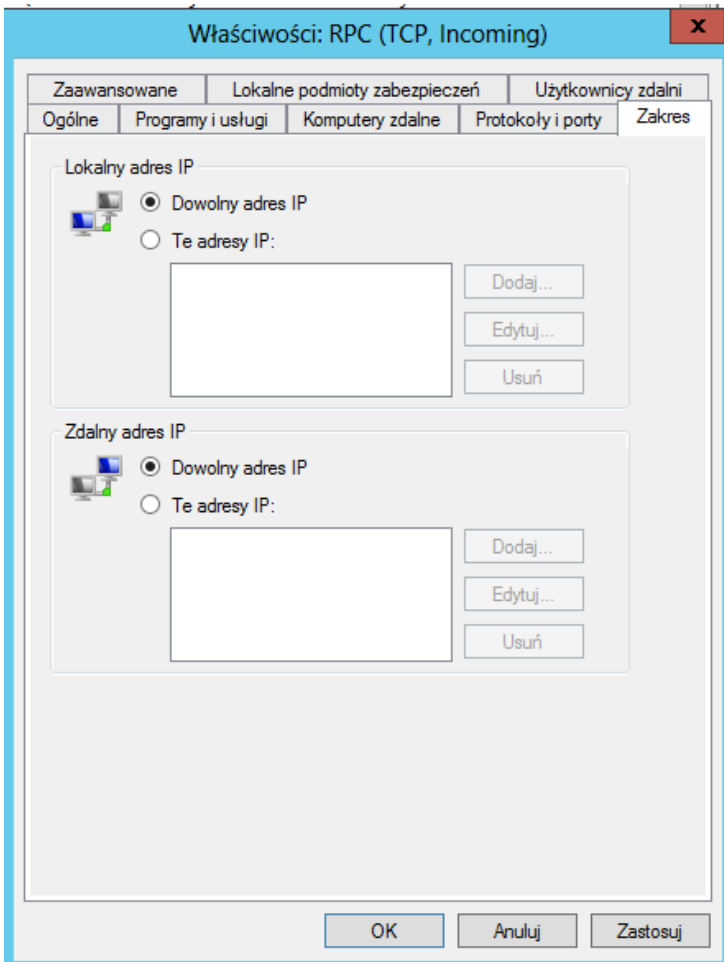 Właściwości: RPC (TCP, Incoming)
x
Zaawansowane Lokalne podmioty zabezpieczeń Użytkownicy zdalni
Ogólne Programy i usługi Komputery zdalne Protokoły i porty Zakres
Lokalny adres IP
Dowolny adres IP
Te adresy IP:
Dodaj...
Edytuj...
Usuń
Zdalny adres IP
Dowolny adres IP
Te adresy IP:
Dodaj...
Edytuj...
Usuń
OK Anuluj Zastosuj